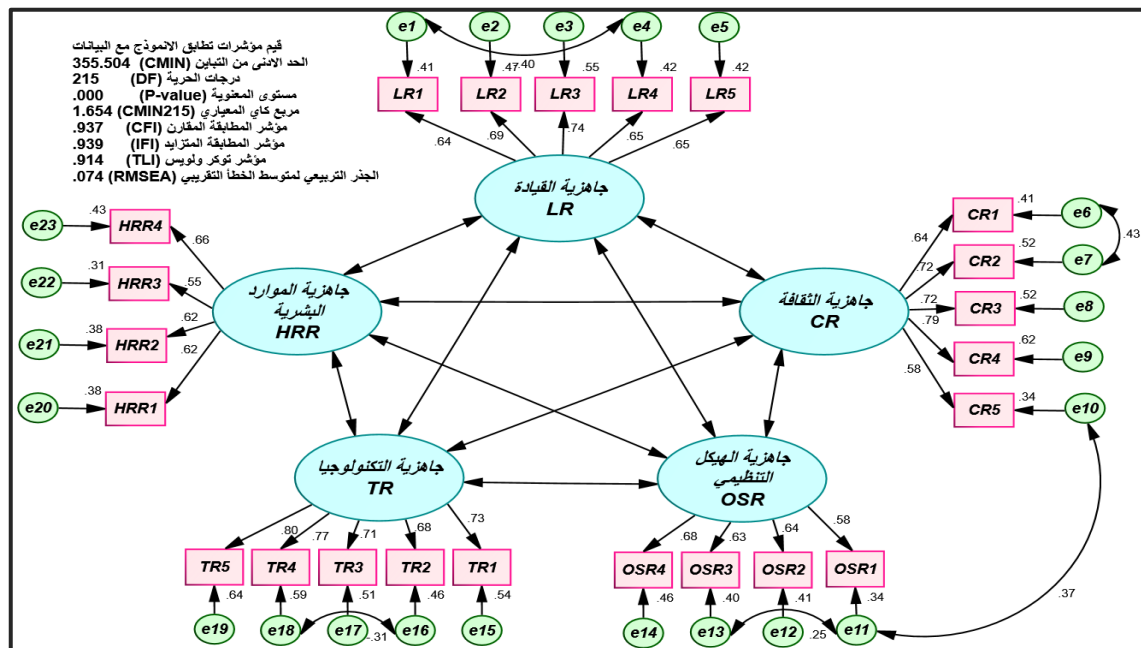 e1 e2 e3 e4 e5
قيم مؤشرات تطابق الانموذج مع البيانات
الحد الادنى من التباين (CMIN) 355.504
درجات الحرية (DF) 215
مستوى المعنوية (P-value) .000
مربع كاي المعياري (CMIN215) 1.654
مؤشر المطابقة المقارن (CFI) .937
مؤشر المطابقة المتزايد (IFI) .939
مؤشر توكر ولويس (TLI) .914
الجذر التربيعي لمتوسط الخطأ التقريبي (RMSEA) .074
.41 .47 .40 .55 .42 .42
LR1 LR2 LR3 LR4 LR5
.64 .69 .74 .65 .65
جاهزية القيادة
LR
e23 .43 HRR4 .66
e22 .31 HRR3 .55
e21 .38 HRR2 .62
e20 .38 HRR1 .62
جاهزية الموارد
البشرية
HRR
جاهزية الثقافة
CR
.64 CR1 .41 e6
.43
.72 CR2 .52 e7
.72 CR3 .52 e8
.79 CR4 .62 e9
.58 CR5 .34 e10
جاهزية التكنولوجيا
TR
جاهزية الهيكل
التنظيمي
OSR
.80 .77 .71 .68 .73
TR5 TR4 TR3 TR2 TR1
.64 .59 .51 .46 .54
e19 e18 e17 -.31 e16 e15
.68 .63 .64 .58
OSR4 OSR3 OSR2 OSR1
.46 .40 .41 .34
e14 e13 e12 .25 e11
.37